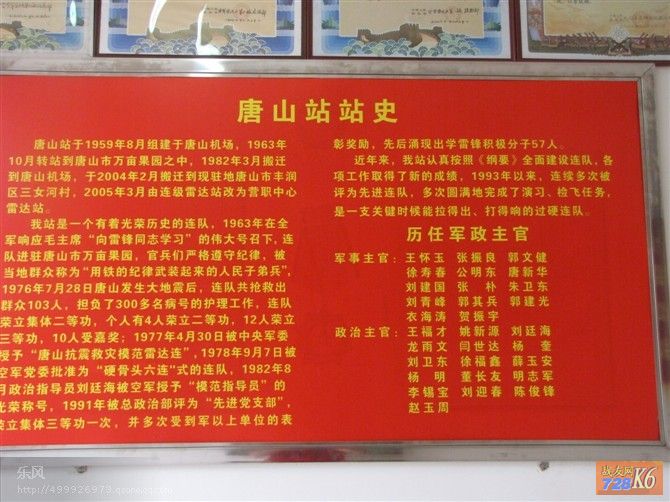 唐山站站史
唐山站于1959年8月组建于唐山机场，1963年
10月转站到唐山市万亩果园之中，1982年3月搬迁
到唐山机场，于2004年2月搬迁到现驻地唐山市丰润
区三女河村，2005年3月由连级雷达站改为营职中心
雷达站。
我站是一个有着光荣历史的连队，1963年在全
军响应毛主席“向雷锋同志学习”的伟大号召下，连
队进驻唐山市万亩果园，官兵们严格遵守纪律，被
当地群众称为“用铁的纪律武装起来的人民子弟兵”，
1976年7月28日唐山发生大地震后，连队共抢救出
群众103人，担负了300多名病号的护理工作，连队
荣立集体二等功，个人有4人荣立二等功，12人荣立
三等功，10人受嘉奖；1977年4月30日被中央军委
授予“唐山抗震救灾模范雷达连”，1978年9月7日被
空军党委批准为“硬骨头六连“式的连队，1982年8
月政治指导员刘廷海被空军授予“模范指导员”的
光荣称号，1991年被总政治部评为“先进党支部”，
荣立集体三等功一次，并多次受到军以上单位的表
彰奖励，先后涌现出学雷锋积极分子57人。
近年来，我站认真按照《纲要》全面建设连队，各
项工作取得了新的成绩，1993年以来，连续多次被
评为先进连队，多次圆满地完成了演习、检飞任务，
是一支关键时候能拉得出、打得响的过硬连队。
历任军政主官
军事主官：王怀玉 张振良 郭文健
徐寿春 公明东 唐新华
刘建国 张朴 朱卫东
刘青峰 郭其兵 郭建光
衣海涛 贺振宇
政治主官：王福才 姚新源 刘廷海
龙雨文 闫世达 杨奎
刘卫东 徐福鑫 薛玉安
杨明 董长友 明志军
李锡宝 刘迎春 陈俊锋
赵玉周
乐风
http://499926979.qzone.qq.com
战友网
728K6